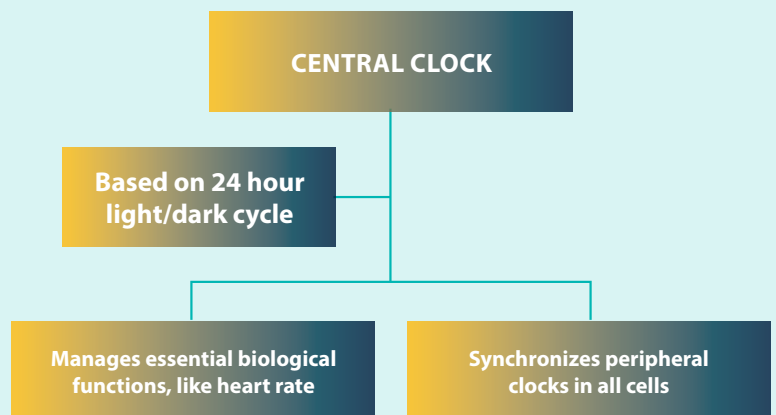 CENTRAL CLOCK
Based on 24 hour
light/dark cycle
Manages essential biological
functions, like heart rate
Synchronizes peripheral
clocks in all cells